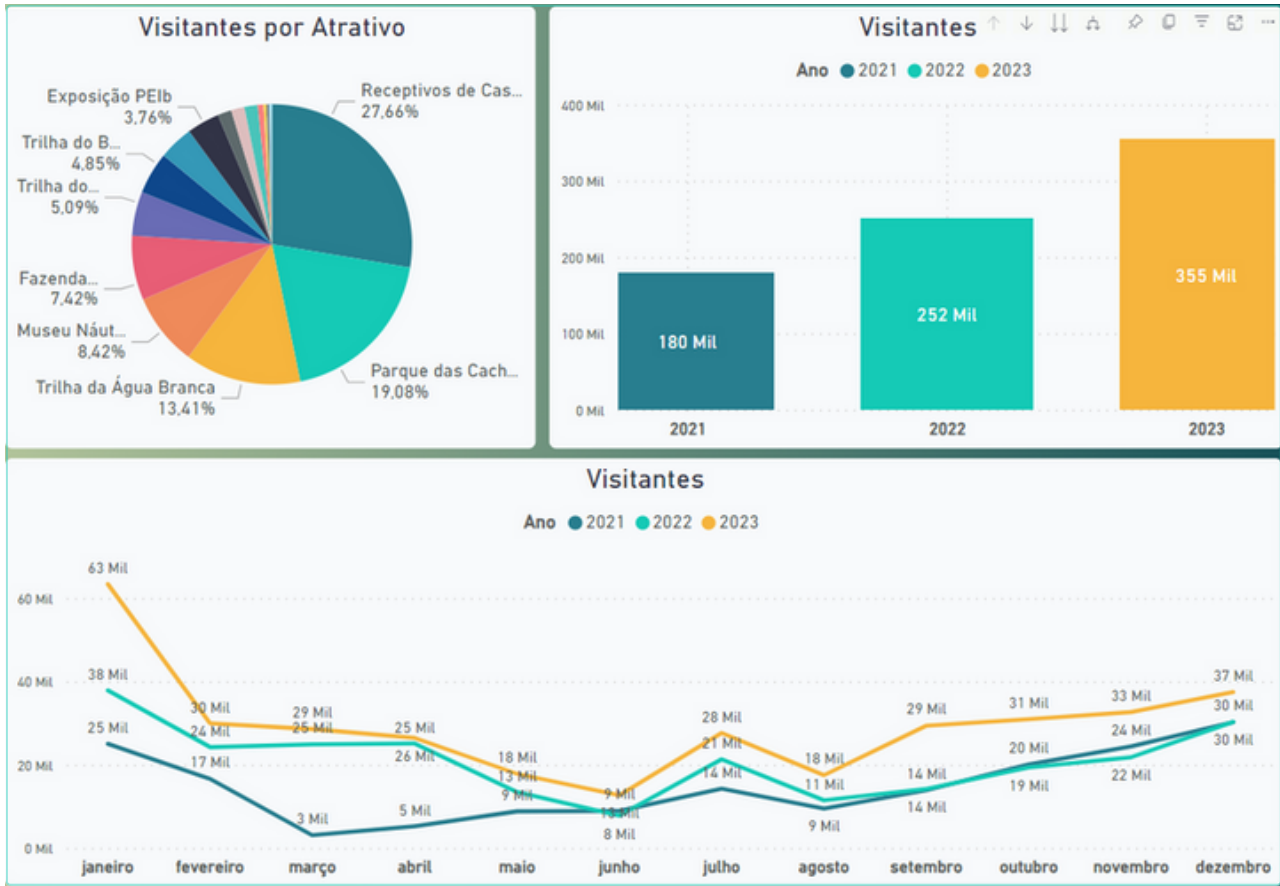 Visitantes por Atrativo
Exposição PEIb
3,76%
Trilha do B...
4,85%
Trilha do...
5,09%
Fazenda...
7,42%
Museu Náut...
8,42%
Trilha da Água Branca
13,41%
Receptivos de Cas...
27,66%
Parque das Cach...
19,08%
Visitantes
Ano 2021 2022 2023
400 Mil
300 Mil
200 Mil
100 Mil
0 Mil
180 Mil
252 Mil
355 Mil
2021 2022 2023
Visitantes
Ano 2021 2022 2023
60 Mil
40 Mil
20 Mil
0 Mil
63 Mil
38 Mil
25 Mil
30 Mil
24 Mil
17 Mil
29 Mil
25 Mil
3 Mil
25 Mil
26 Mil
5 Mil
18 Mil
13 Mil
9 Mil
9 Mil
13 Mil
8 Mil
28 Mil
21 Mil
14 Mil
18 Mil
11 Mil
9 Mil
29 Mil
14 Mil
14 Mil
31 Mil
20 Mil
19 Mil
33 Mil
24 Mil
22 Mil
37 Mil
30 Mil
30 Mil
janeiro fevereiro março abril maio junho julho agosto setembro outubro novembro dezembro